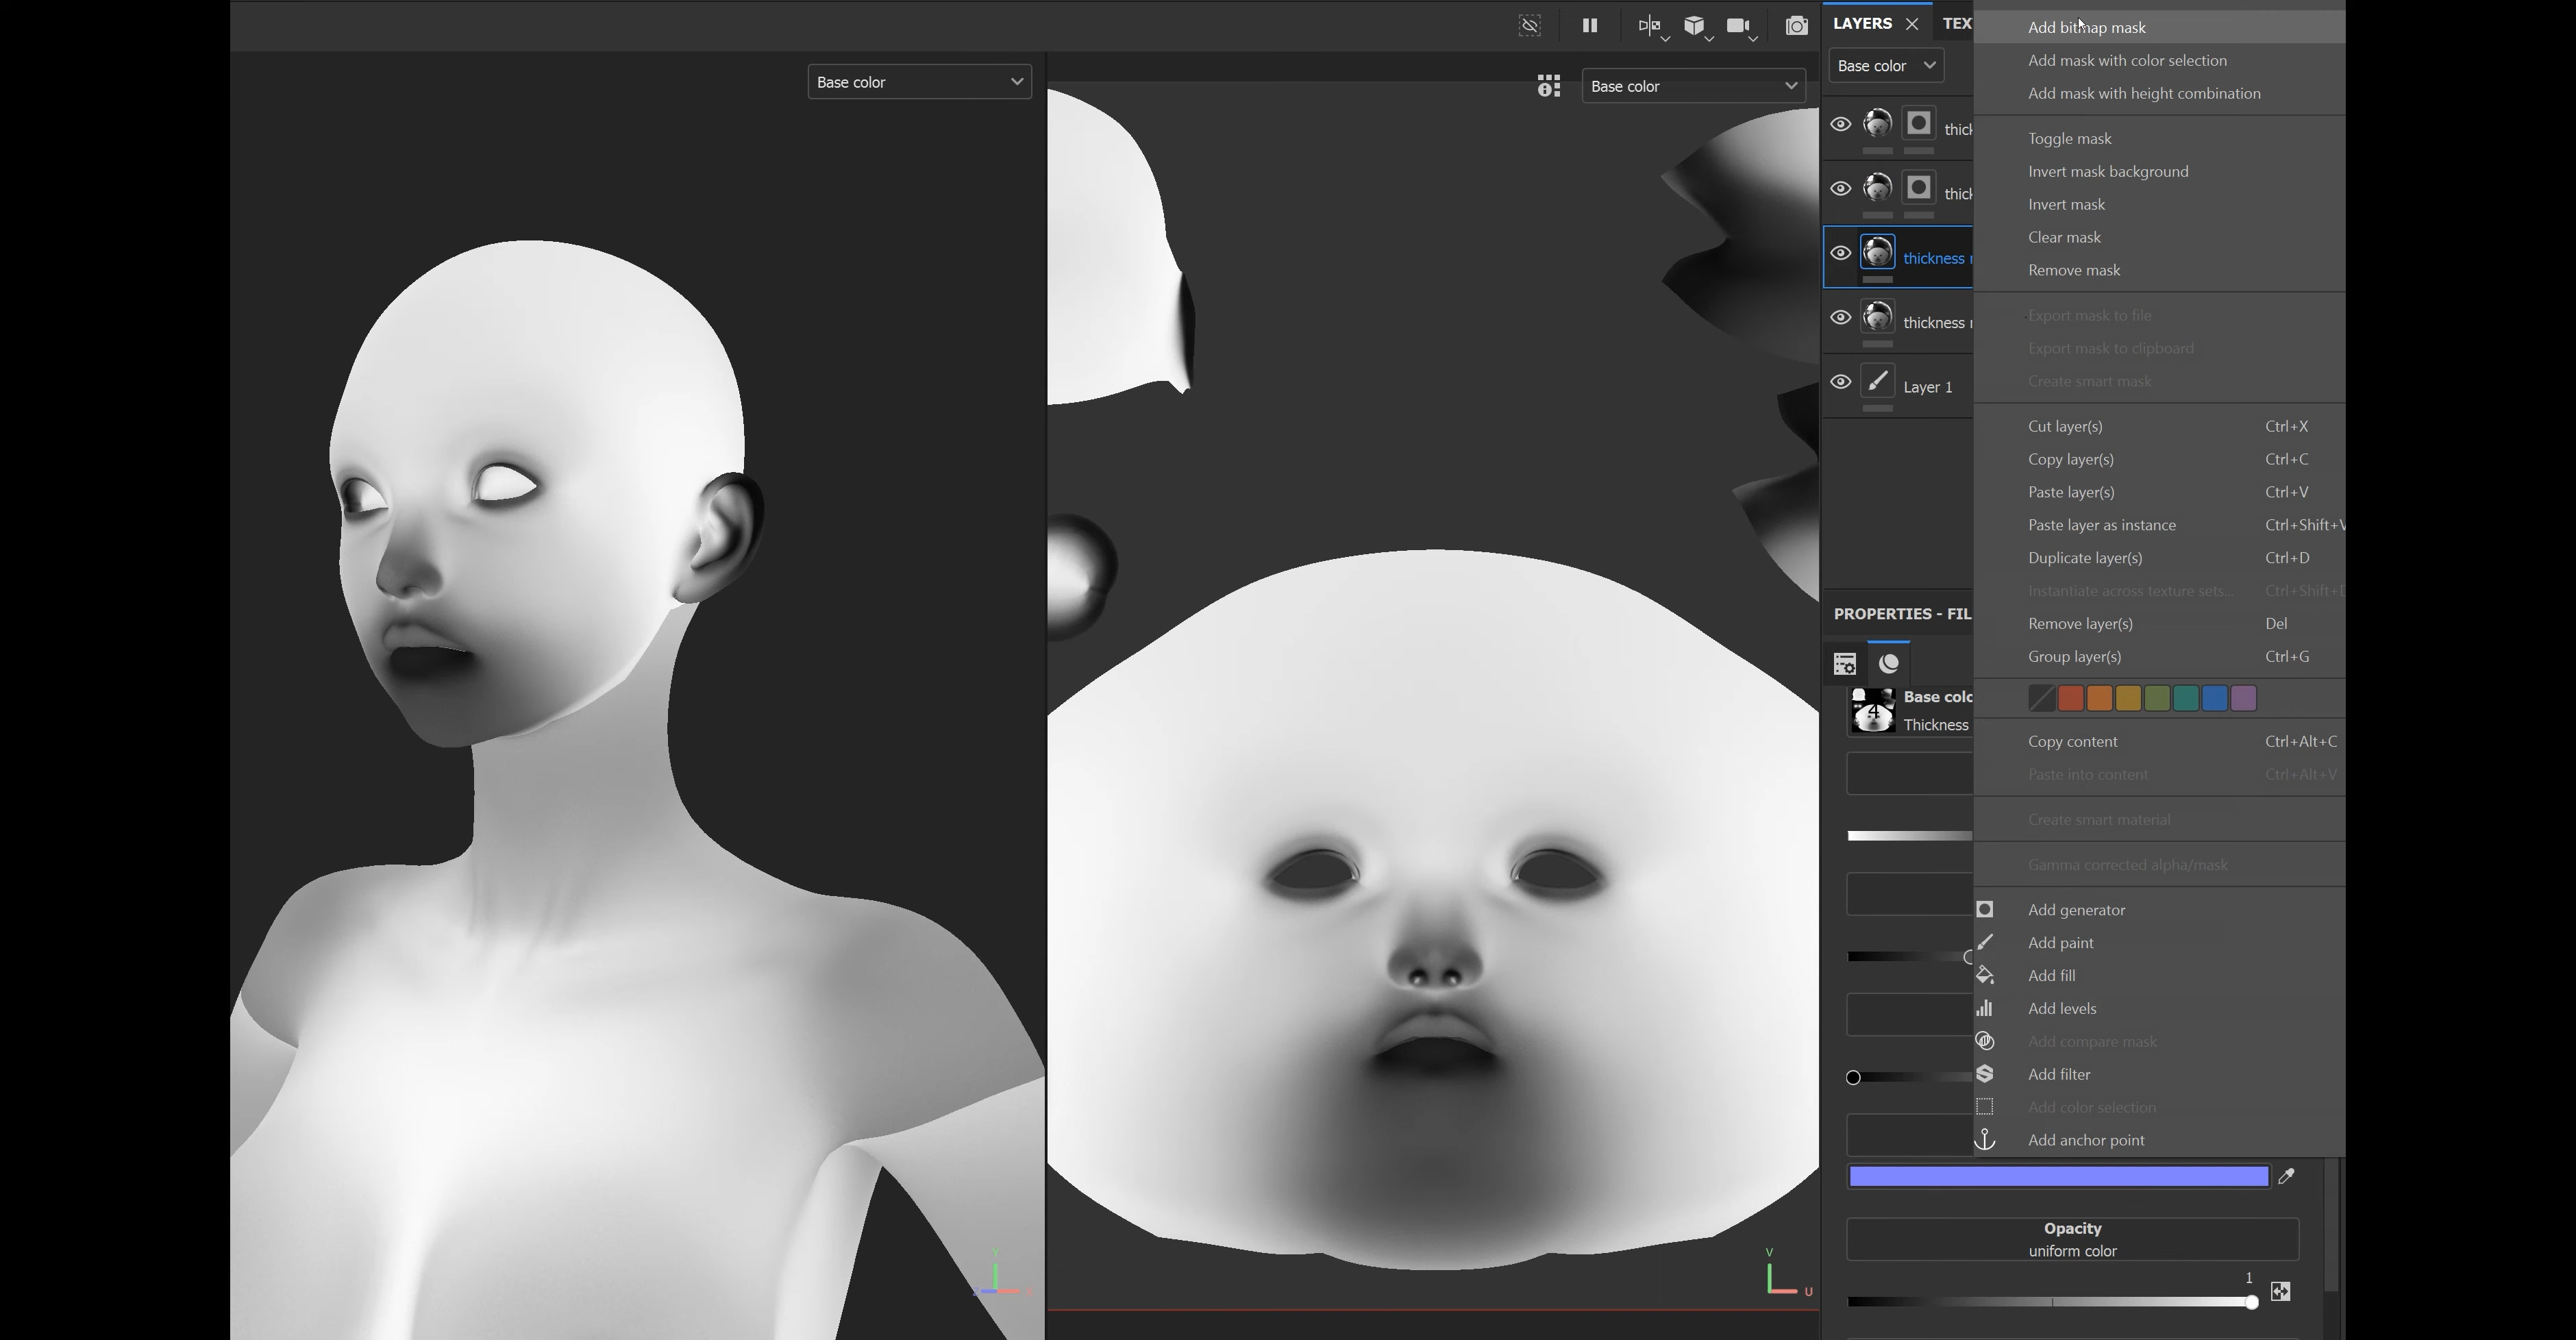 Base color
Base color
LAYERS
TEX
Base color
thick
thick
thickness
thickness
Layer 1
PROPERTIES - FIL
4
Base colo
Thickness
Opacity
uniform color
1
Add bitmap mask
Add mask with color selection
Add mask with height combination
Toggle mask
Invert mask background
Invert mask
Clear mask
Remove mask
Export mask to file
Export mask to clipboard
Create smart mask
Cut layer(s) Ctrl+X
Copy layer(s) Ctrl+C
Paste layer(s) Ctrl+V
Paste layer as instance Ctrl+Shift+V
Duplicate layer(s) Ctrl+D
Instantiate across texture sets... Ctrl+Shift+D
Remove layer(s) Del
Group layer(s) Ctrl+G
Copy content Ctrl+Alt+C
Paste into content Ctrl+Alt+V
Create smart material
Gamma corrected alpha/mask
Add generator
Add paint
Add fill
Add levels
Add compare mask
Add filter
Add color selection
Add anchor point
Y
V
U